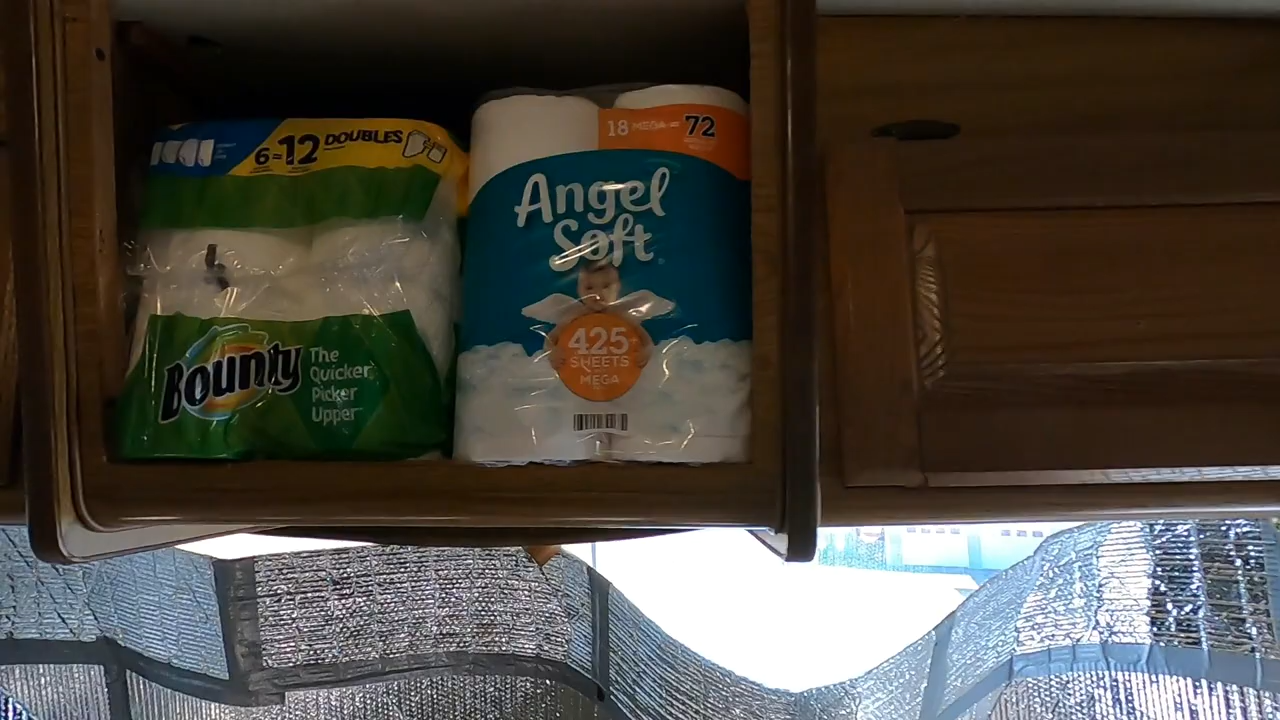 6=12 DOUBLES
BOUNTY
The
Quicker
Picker
Upper
18 MEGA = 72
Angel
Soft
425
SHEETS
MEGA